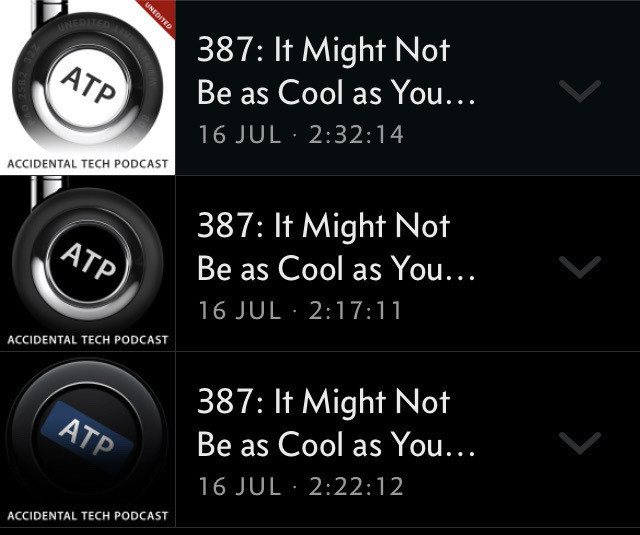 UNEDITED
UNEDITED LIVE
ATP
ACCIDENTAL TECH PODCAST
387: It Might Not
Be as Cool as You...
16 JUL · 2:32:14
ATP
ACCIDENTAL TECH PODCAST
387: It Might Not
Be as Cool as You...
16 JUL · 2:17:11
ATP
ACCIDENTAL TECH PODCAST
387: It Might Not
Be as Cool as You...
16 JUL · 2:22:12